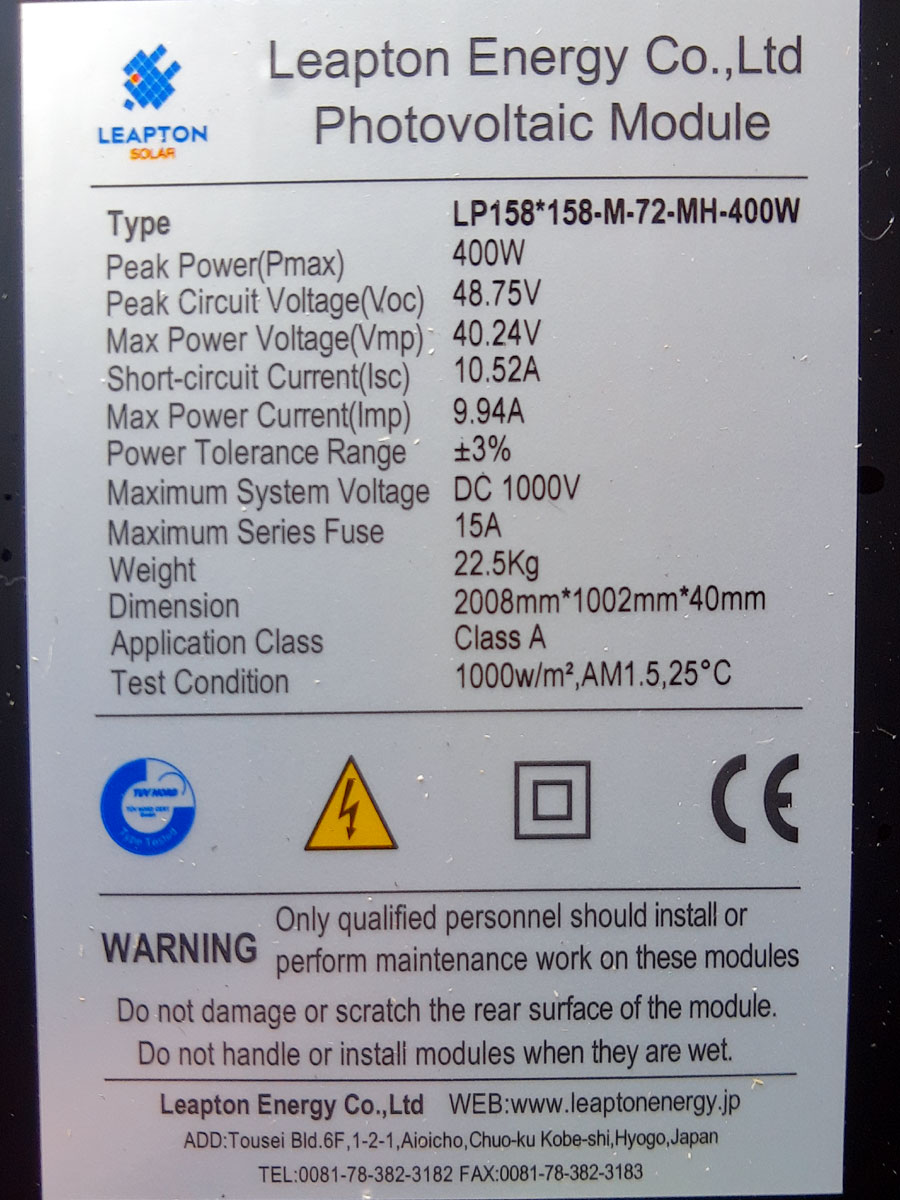 LEAPTON
SOLAR
Leapton Energy Co.,Ltd
Photovoltaic Module
Type LP158*158-M-72-MH-400W
Peak Power(Pmax) 400W
Peak Circuit Voltage(Voc) 48.75V
Max Power Voltage(Vmp) 40.24V
Short-circuit Current(Isc) 10.52A
Max Power Current(Imp) 9.94A
Power Tolerance Range ±3%
Maximum System Voltage DC 1000V
Maximum Series Fuse 15A
Weight 22.5Kg
Dimension 2008mm*1002mm*40mm
Application Class Class A
Test Condition 1000w/m²,AM1.5,25°C
TUV NORD
TUV NORD CERT
GmbH
Type Tested
CE
WARNING Only qualified personnel should install or
perform maintenance work on these modules
Do not damage or scratch the rear surface of the module.
Do not handle or install modules when they are wet.
Leapton Energy Co.,Ltd WEB:www.leaptonenergy.jp
ADD:Tousei Bld.6F,1-2-1,Aioicho,Chuo-ku Kobe-shi,Hyogo,Japan
TEL:0081-78-382-3182 FAX:0081-78-382-3183